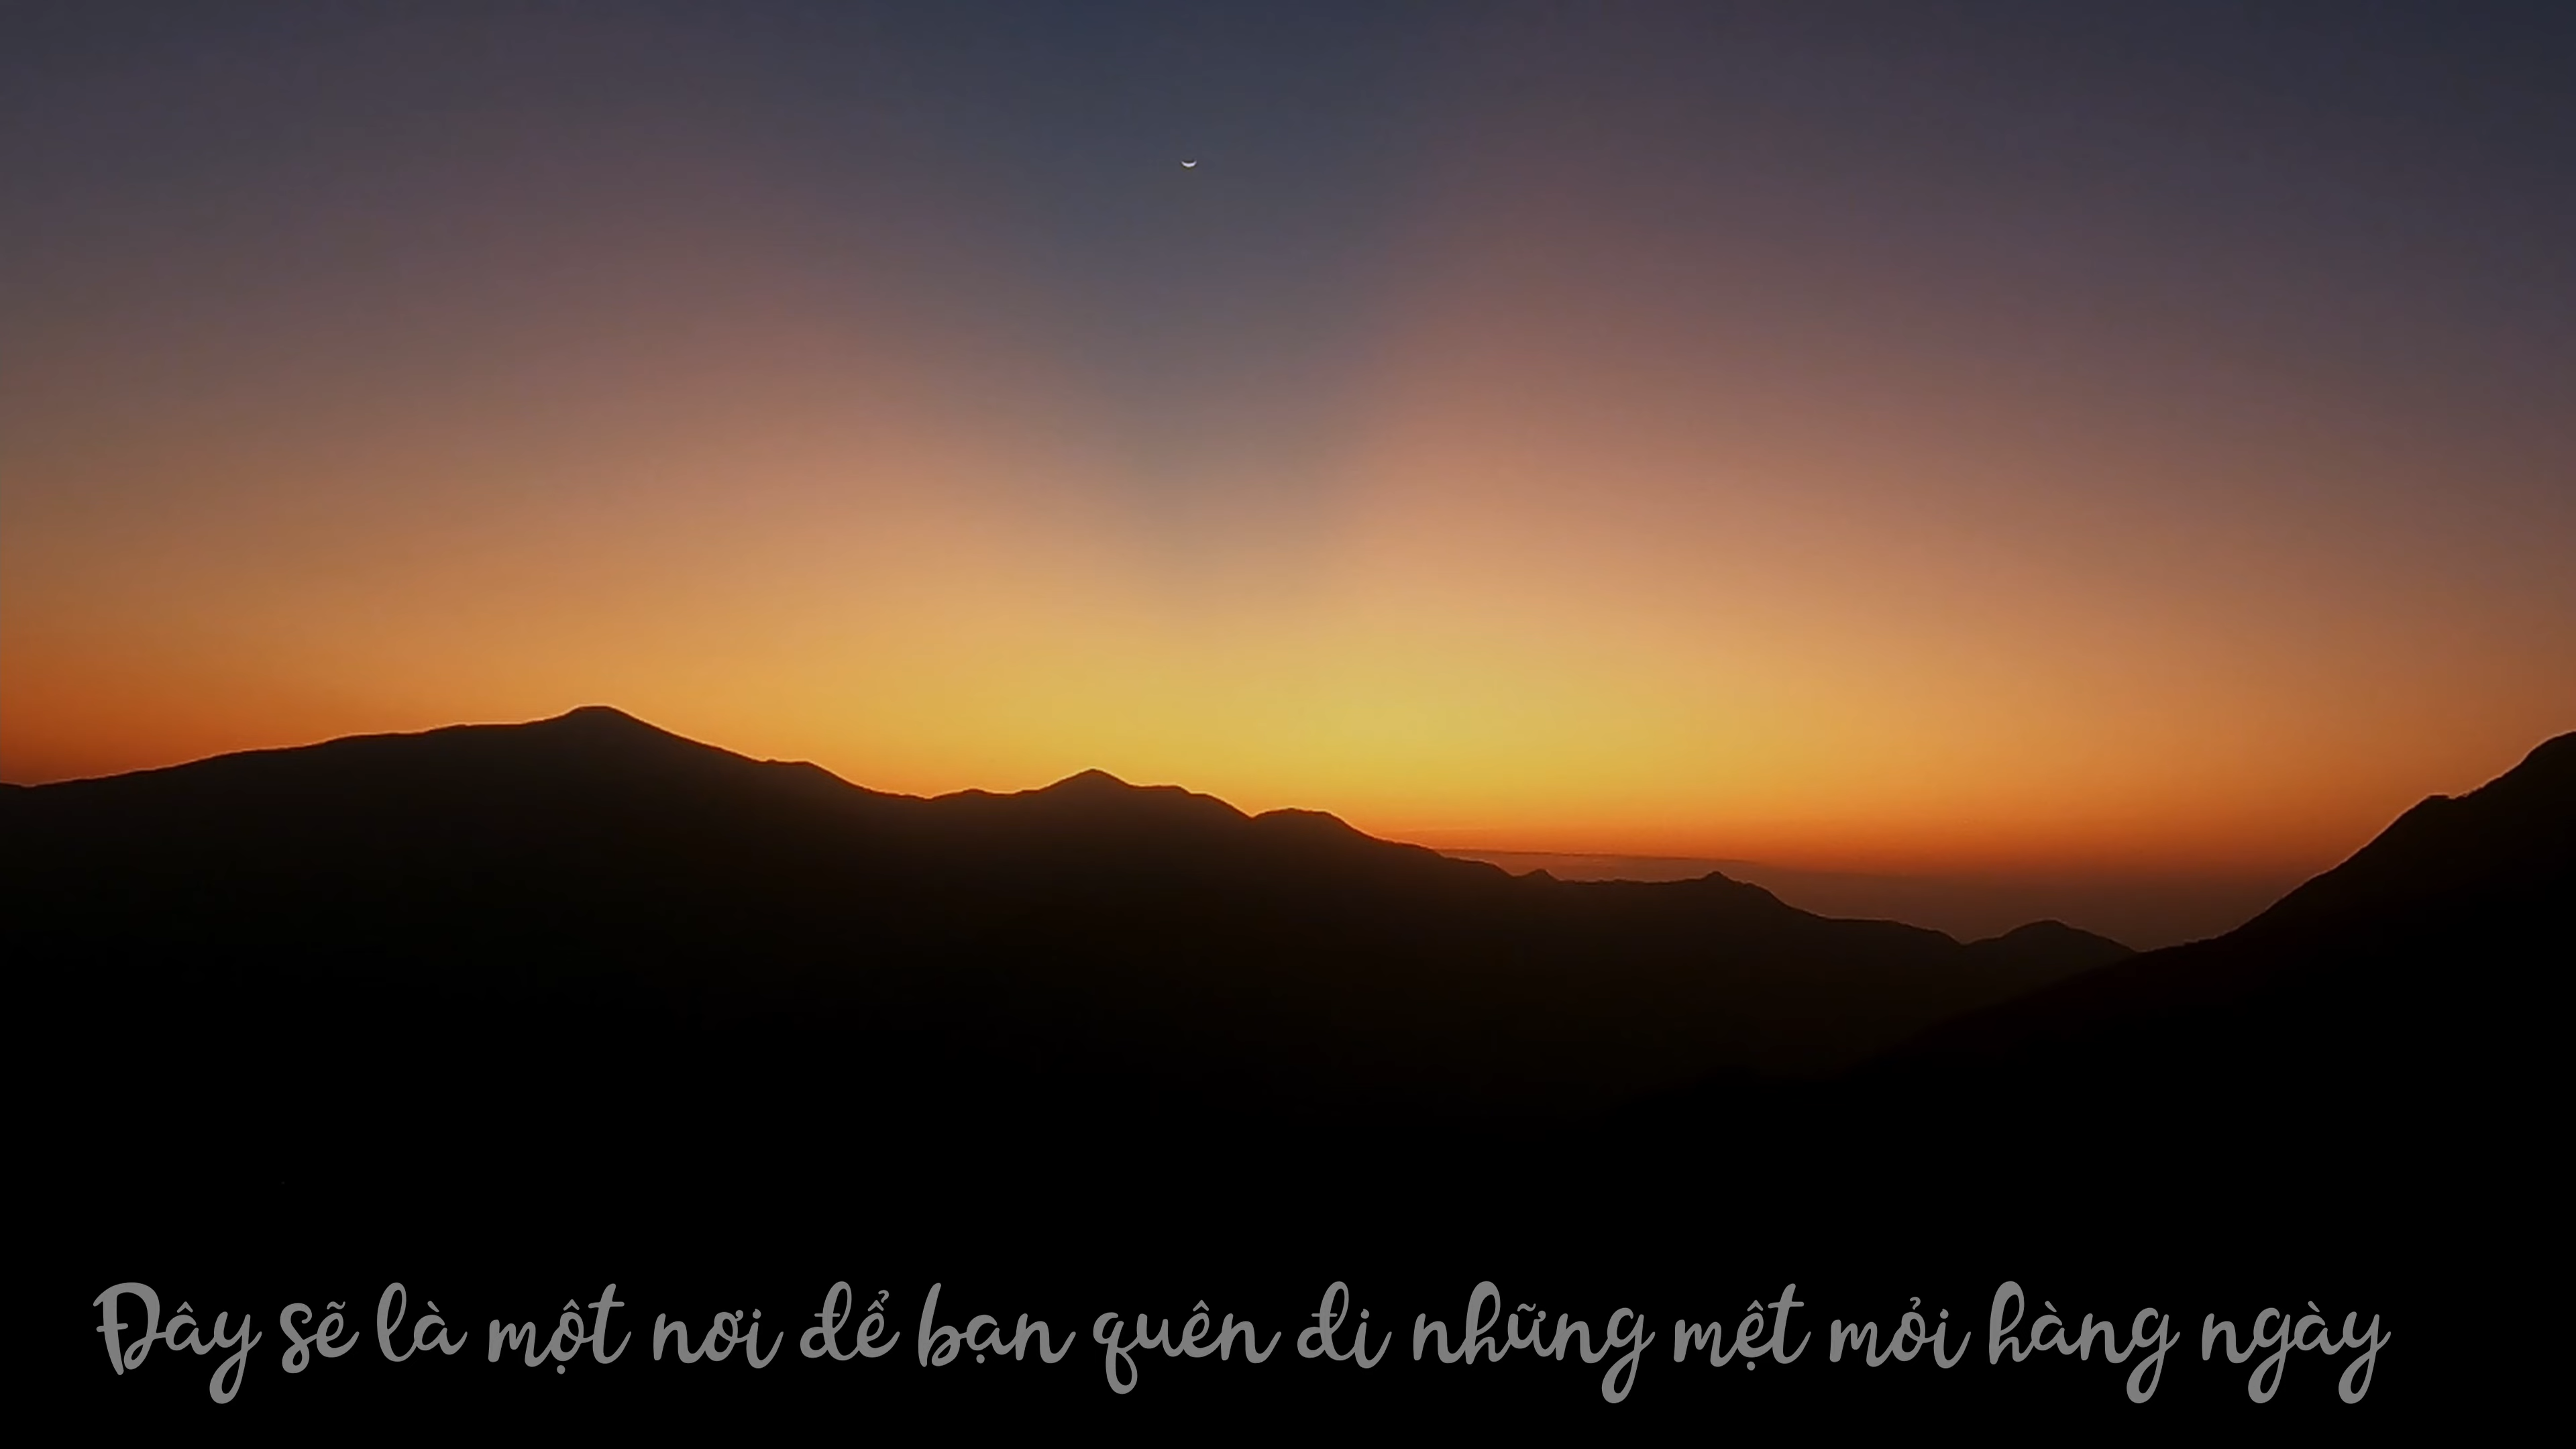 Đây sẽ là một nơi để bạn quên đi những mệt mỏi hàng ngày